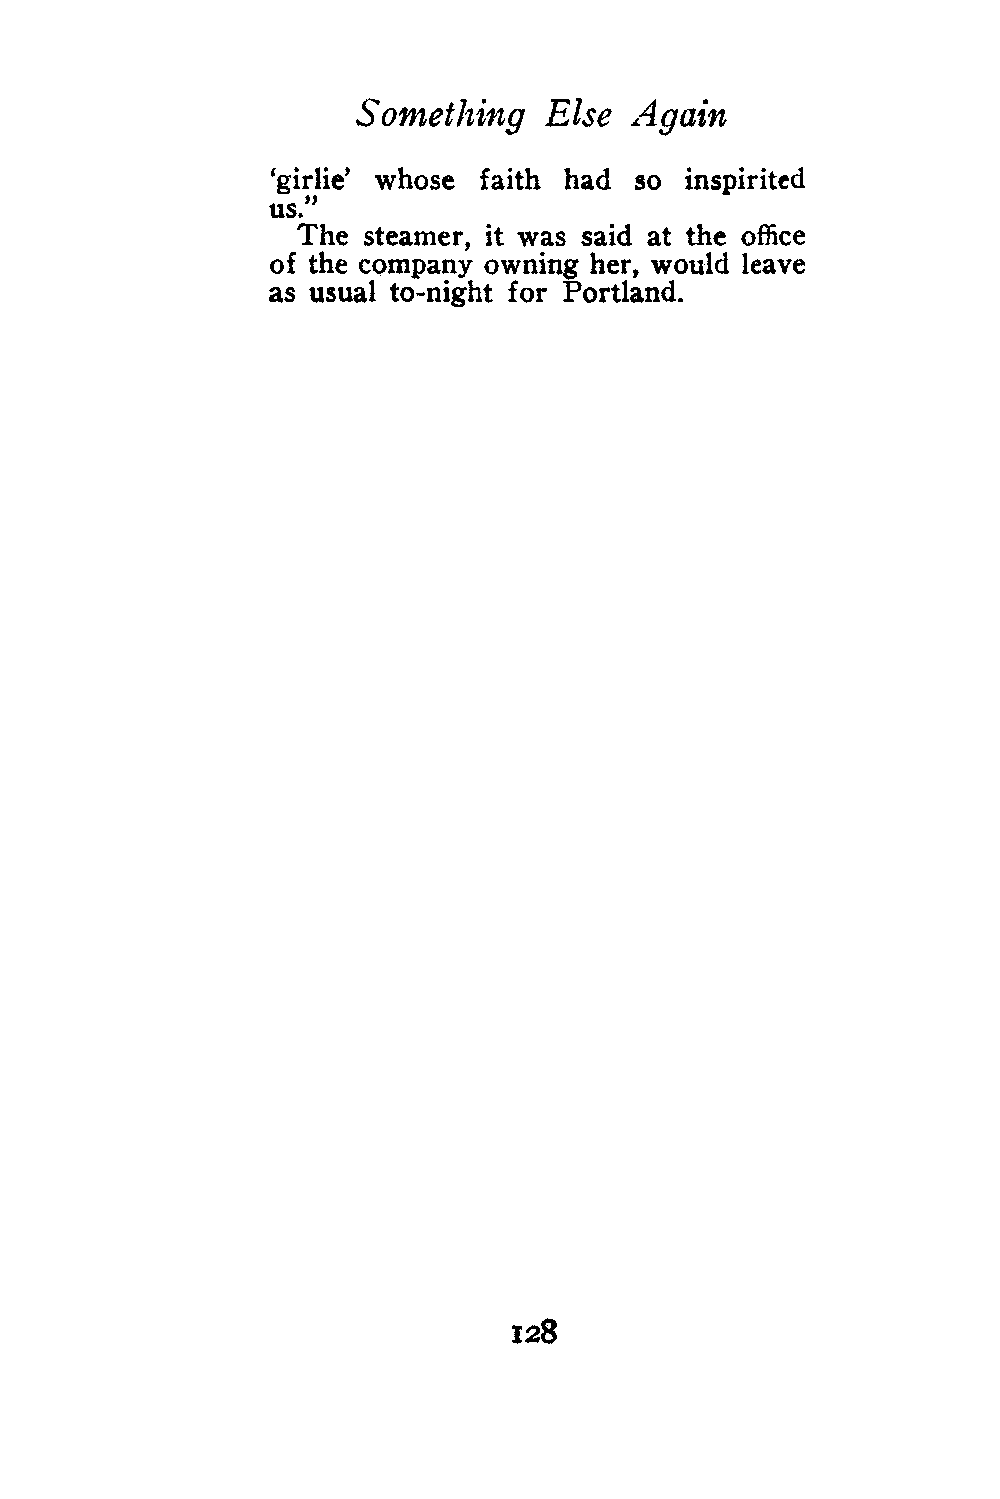 Something Else Again
‘girlie’ whose faith had so inspirited
us.”
The steamer, it was said at the office
of the company owning her, would leave
as usual to-night for Portland.
128